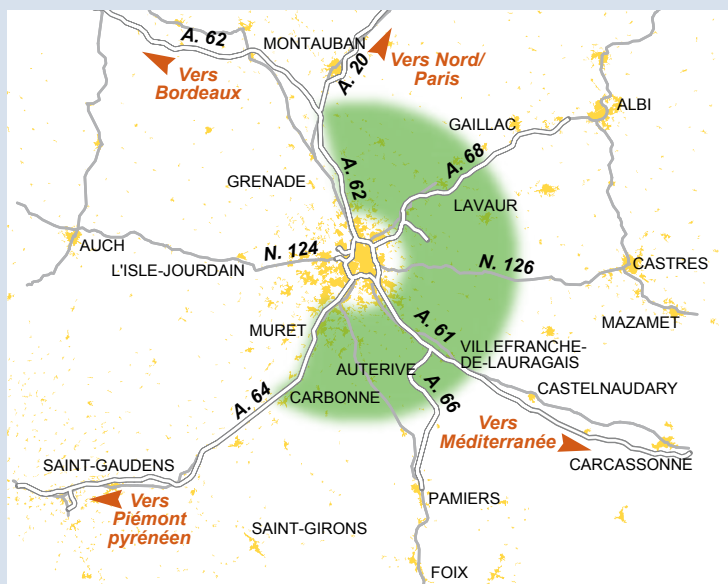 A. 62
MONTAUBAN
Vers
Bordeaux
A. 20
Vers Nord/
Paris
ALBI
GAILLAC
A. 68
A. 62
GRENADE
LAVAUR
AUCH
N. 124
L'ISLE-JOURDAIN
N. 126
CASTRES
MAZAMET
MURET
A. 61
VILLEFRANCHE-
DE-LAURAGAIS
AUTERIVE
A. 66
CASTELNAUDARY
A. 64
CARBONNE
Vers
Méditerranée
CARCASSONNE
SAINT-GAUDENS
Vers
Piémont
pyrénéen
PAMIERS
SAINT-GIRONS
FOIX